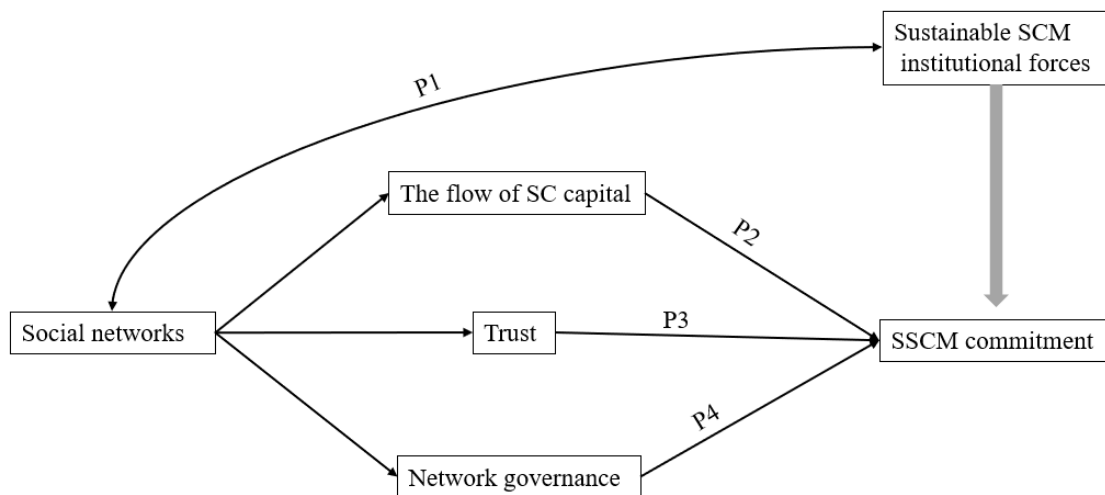 Sustainable SCM
institutional forces
P1
The flow of SC capital
P2
Social networks
Trust
P3
SSCM commitment
P4
Network governance